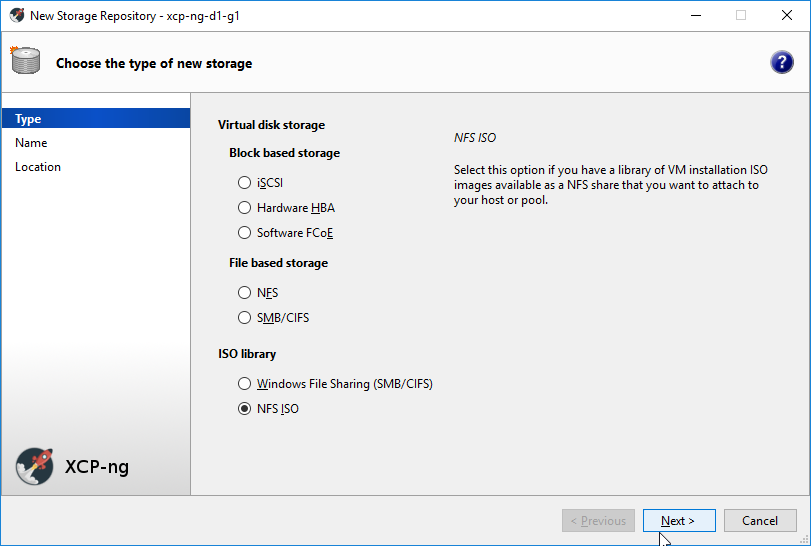 New Storage Repository - xcp-ng-d1-g1
Choose the type of new storage
?
Type
Name
Location
Virtual disk storage
Block based storage
iSCSI
Hardware HBA
Software FCoE
File based storage
NFS
SMB/CIFS
ISO library
Windows File Sharing (SMB/CIFS)
NFS ISO
NFS ISO
Select this option if you have a library of VM installation ISO
images available as a NFS share that you want to attach to
your host or pool.
XCP-ng
< Previous
Next >
Cancel